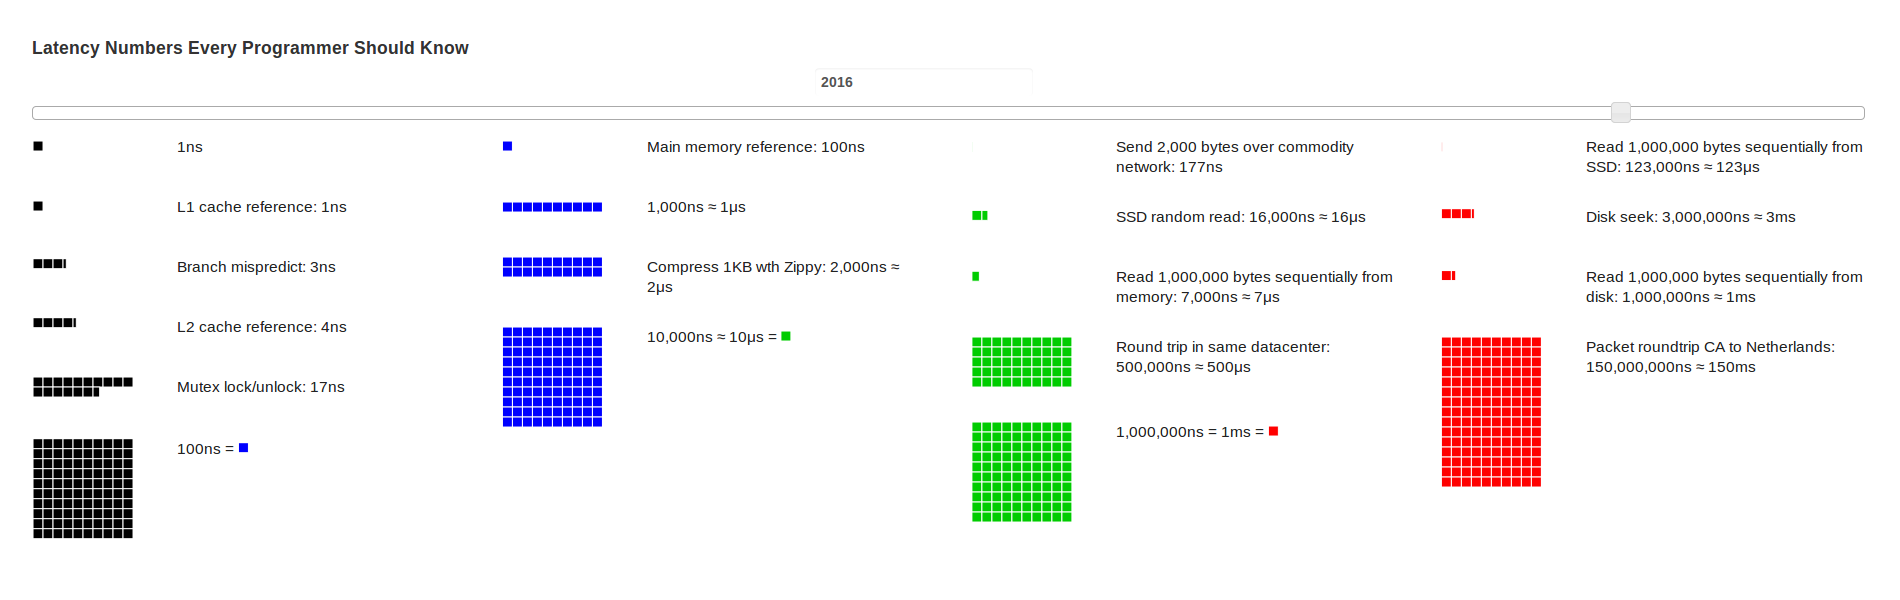 Latency Numbers Every Programmer Should Know
2016
1ns
L1 cache reference: 1ns
Branch mispredict: 3ns
L2 cache reference: 4ns
Mutex lock/unlock: 17ns
100ns =
Main memory reference: 100ns
1,000ns ≈ 1μs
Compress 1KB wth Zippy: 2,000ns ≈
2μs
10,000ns ≈ 10μs =
Send 2,000 bytes over commodity
network: 177ns
SSD random read: 16,000ns ≈ 16μs
Read 1,000,000 bytes sequentially from
memory: 7,000ns ≈ 7μs
Round trip in same datacenter:
500,000ns ≈ 500μs
1,000,000ns = 1ms =
Read 1,000,000 bytes sequentially from
SSD: 123,000ns ≈ 123μs
Disk seek: 3,000,000ns ≈ 3ms
Read 1,000,000 bytes sequentially from
disk: 1,000,000ns ≈ 1ms
Packet roundtrip CA to Netherlands:
150,000,000ns ≈ 150ms